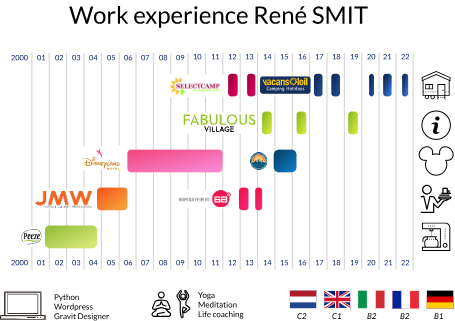 Work experience René SMIT
2000 01 02 03 04 05 06 07 08 09 10 11 12 13 14 15 16 17 18 19 20 21 22
SELECTCAMP
vacansOleil
Camping Holidays
FABULOUS
VILLAGE
Disneyland
HOTEL
JMW
68
Peeze
2000 01 02 03 04 05 06 07 08 09 10 11 12 13 14 15 16 17 18 19 20 21 22
Python
Wordpress
Gravit Designer
Yoga
Meditation
Life coaching
C2 C1 B2 B2 B1